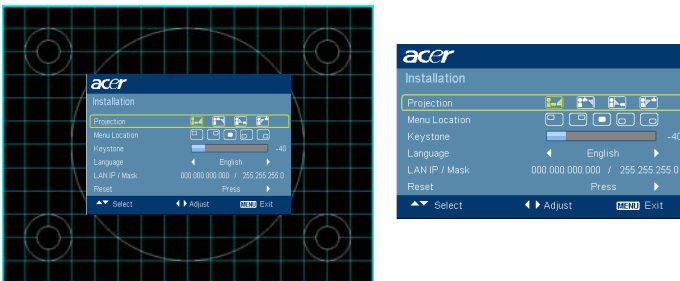 acer
Installation
Projection
Menu Location
Keystone -40
Language English
LAN IP / Mask 000.000.000.000 / 255.255.255.0
Reset Press
Select Adjust MENU Exit
acer
Installation
Projection
Menu Location
Keystone -40
Language English
LAN IP / Mask 000.000.000.000 / 255.255.255.0
Reset Press
Select Adjust MENU Exit